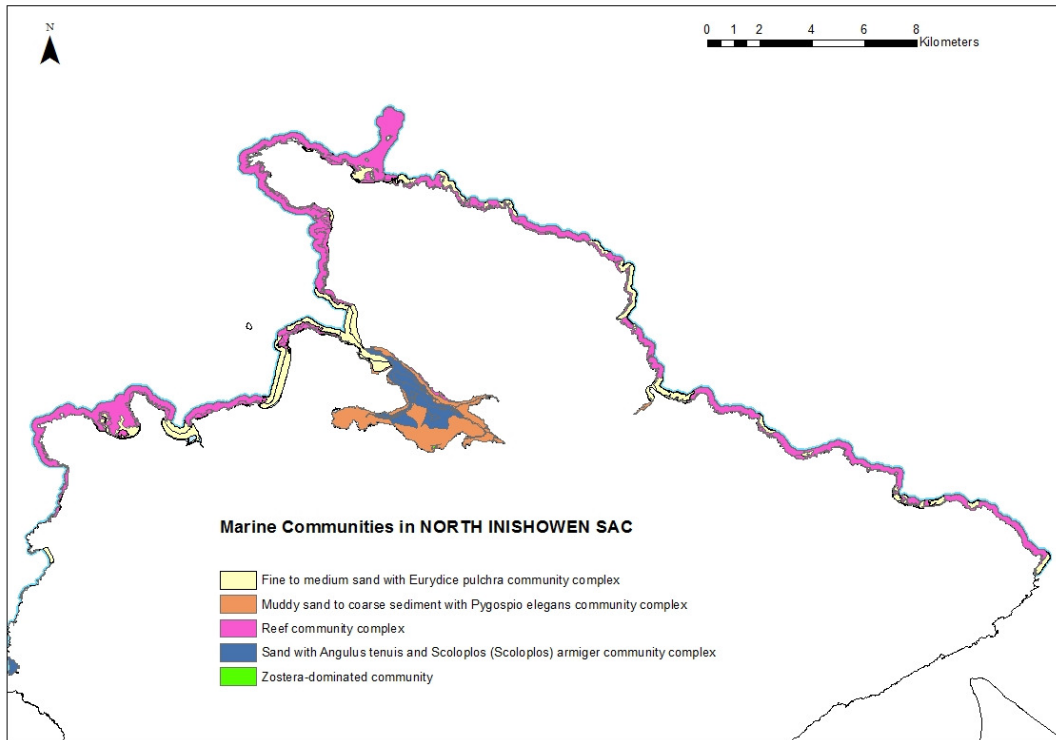 N
0 1 2 4 6 8
Kilometers
Marine Communities in NORTH INISHOWEN SAC
Fine to medium sand with Eurydice pulchra community complex
Muddy sand to coarse sediment with Pygospio elegans community complex
Reef community complex
Sand with Angulus tenuis and Scoloplos (Scoloplos) armiger community complex
Zostera-dominated community